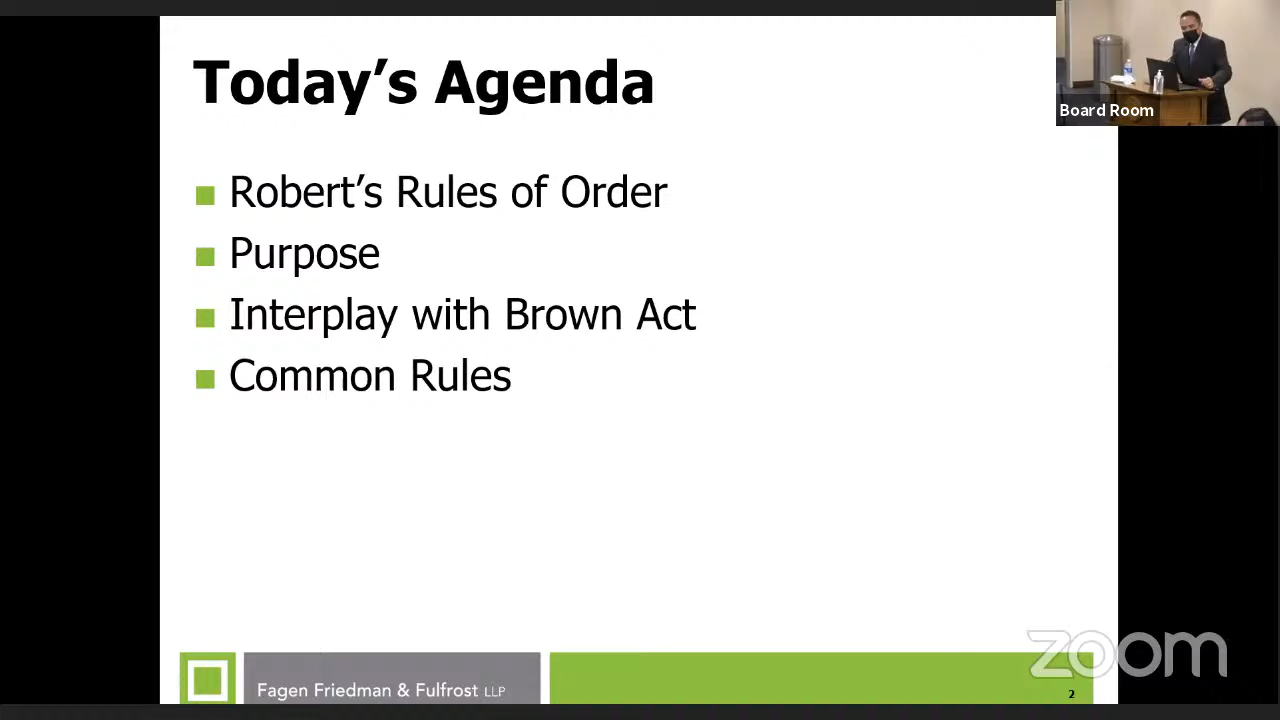 Today’s Agenda
Robert’s Rules of Order
Purpose
Interplay with Brown Act
Common Rules
Board Room
Fagen Friedman & Fulfrost LLP
2
zoom